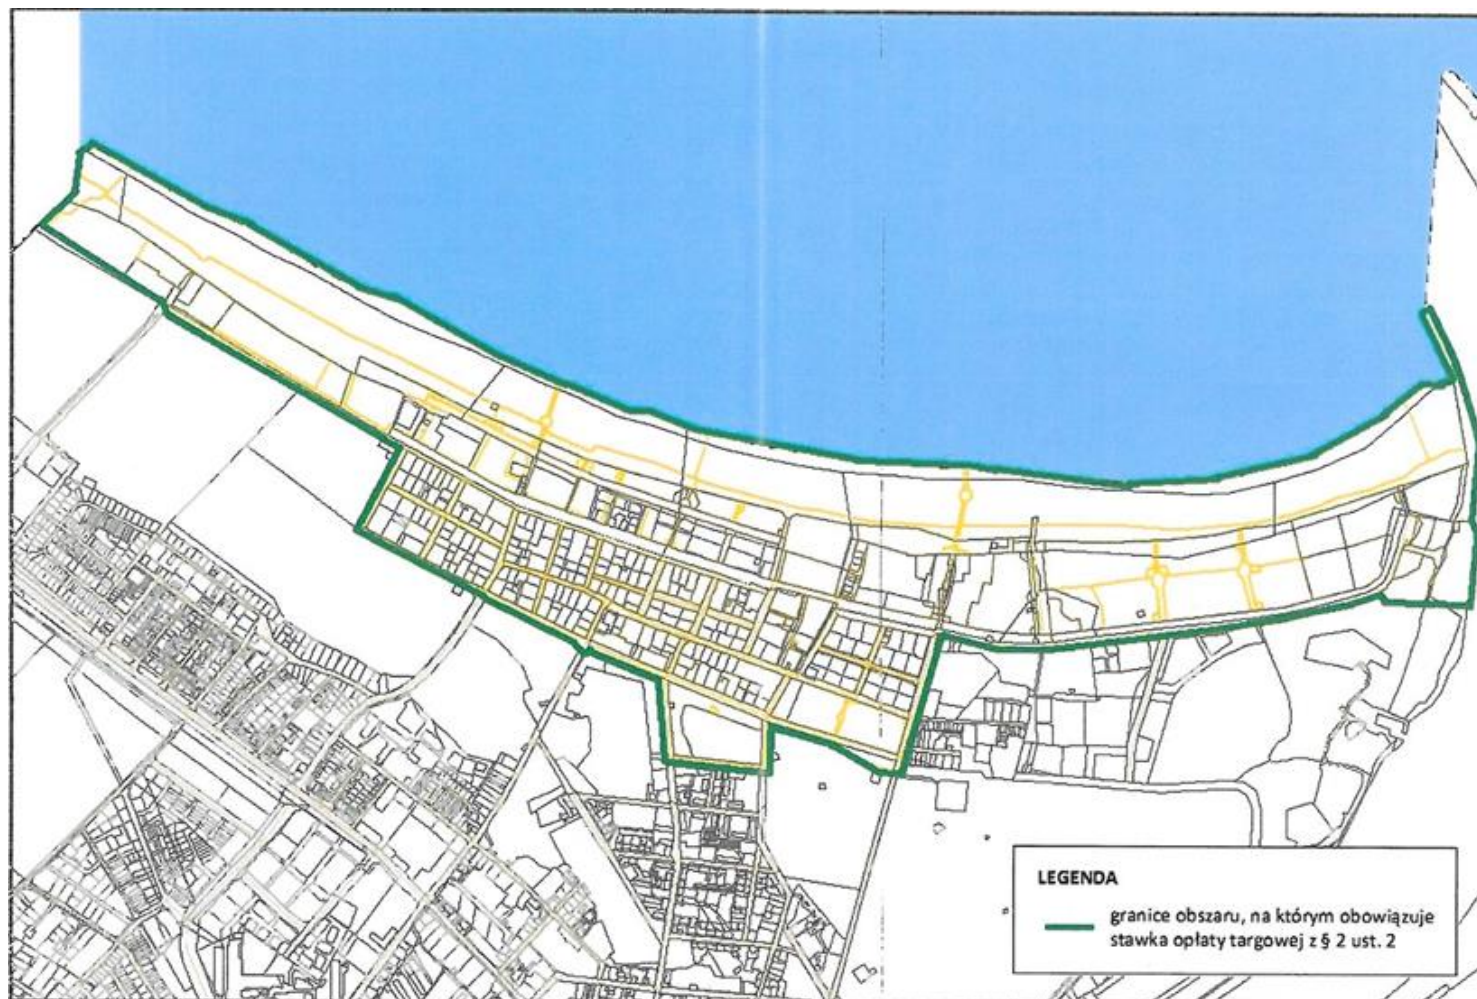 LEGENDA
granice obszaru, na którym obowiązuje
stawka opłaty targowej z § 2 ust. 2